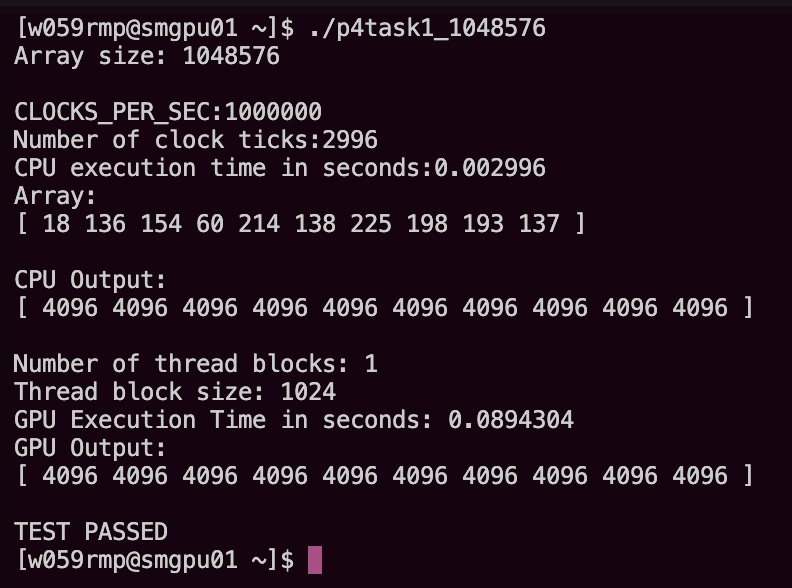 [w059rmp@smgpu01 ~]$ ./p4task1_1048576
Array size: 1048576
CLOCKS_PER_SEC:1000000
Number of clock ticks:2996
CPU execution time in seconds:0.002996
Array:
[ 18 136 154 60 214 138 225 198 193 137 ]
CPU Output:
[ 4096 4096 4096 4096 4096 4096 4096 4096 4096 4096 ]
Number of thread blocks: 1
Thread block size: 1024
GPU Execution Time in seconds: 0.0894304
GPU Output:
[ 4096 4096 4096 4096 4096 4096 4096 4096 4096 4096 ]
TEST PASSED
[w059rmp@smgpu01 ~]$